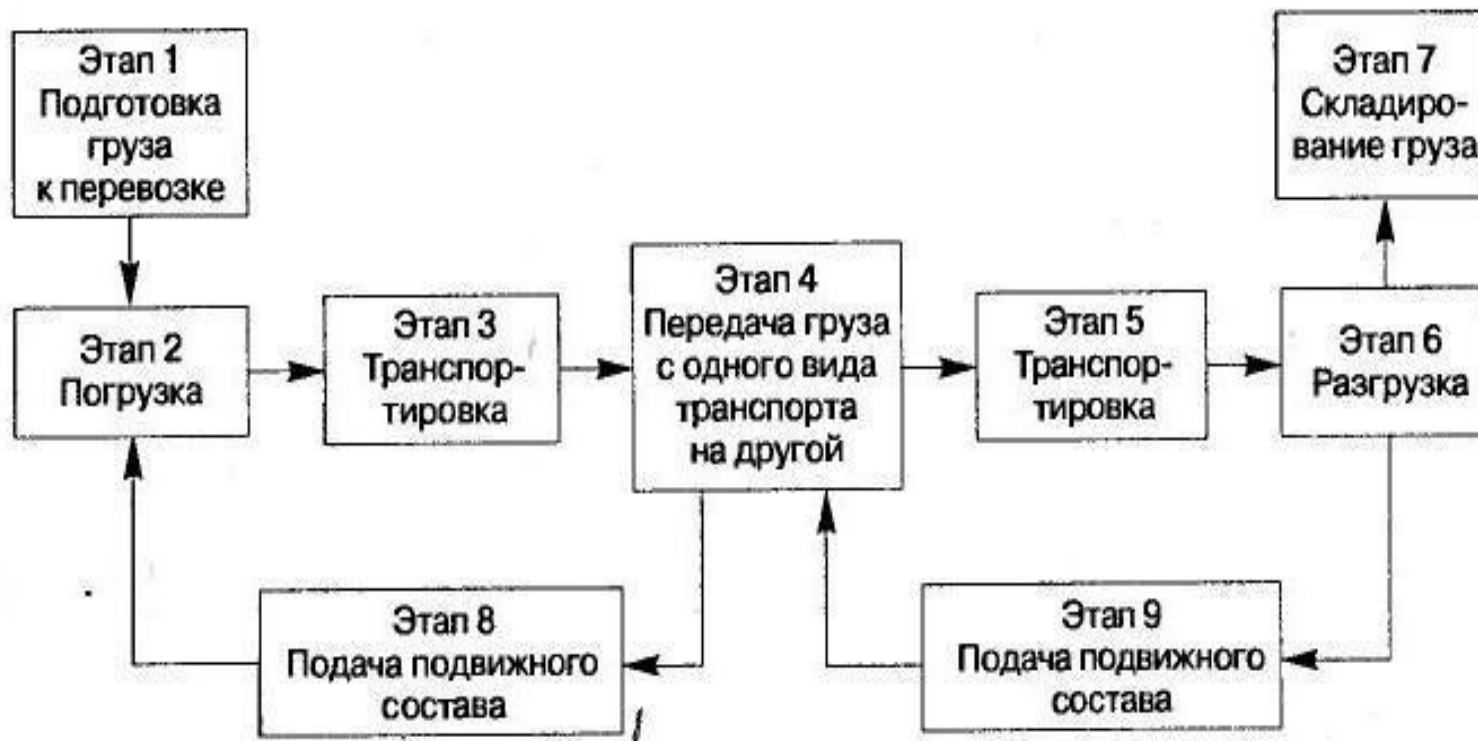 Этап 1
Подготовка
груза
к перевозке
Этап 2
Погрузка
Этап 3
Транспор-
тировка
Этап 4
Передача груза
с одного вида
транспорта
на другой
Этап 5
Транспор-
тировка
Этап 6
Разгрузка
Этап 7
Складиро-
вание груза
Этап 8
Подача подвижного
состава
Этап 9
Подача подвижного
состава